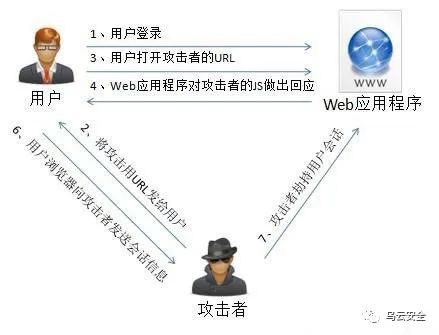 1、用户登录
3、用户打开攻击者的URL
4、Web应用程序对攻击者的JS做出回应
用户
WWW
Web应用程序
2、将攻击用URL发给用户
6、用户浏览器向攻击者发送会话信息
7、攻击者劫持用户会话
攻击者
乌云安全